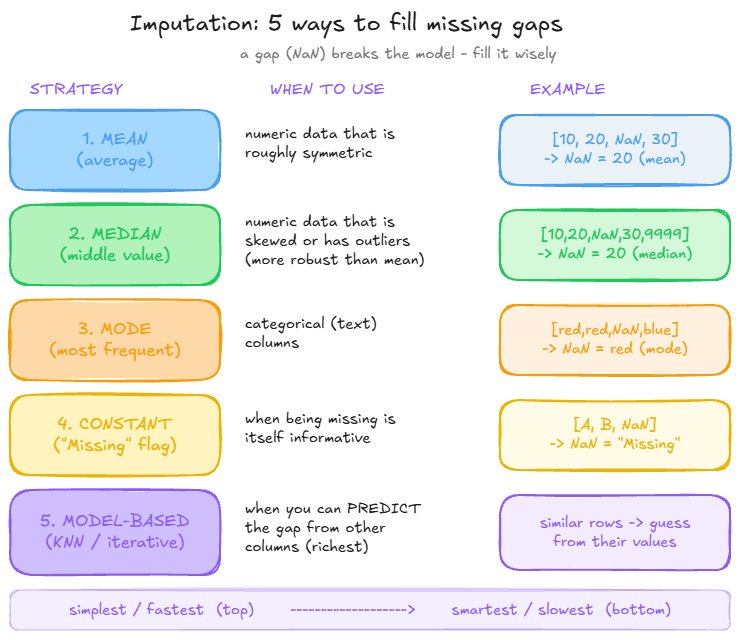 Imputation: 5 ways to fill missing gaps
a gap (NaN) breaks the model - fill it wisely
STRATEGY
WHEN TO USE
EXAMPLE
1. MEAN
(average)
numeric data that is
roughly symmetric
[10, 20, NaN, 30]
-> NaN = 20 (mean)
2. MEDIAN
(middle value)
numeric data that is
skewed or has outliers
(more robust than mean)
[10,20,NaN,30,9999]
-> NaN = 20 (median)
3. MODE
(most frequent)
categorical (text)
columns
[red,red,NaN,blue]
-> NaN = red (mode)
4. CONSTANT
("Missing" flag)
when being missing is
itself informative
[A, B, NaN]
-> NaN = "Missing"
5. MODEL-BASED
(KNN / iterative)
when you can PREDICT
the gap from other
columns (richest)
similar rows -> guess
from their values
simplest / fastest (top) -------------------> smartest / slowest (bottom)